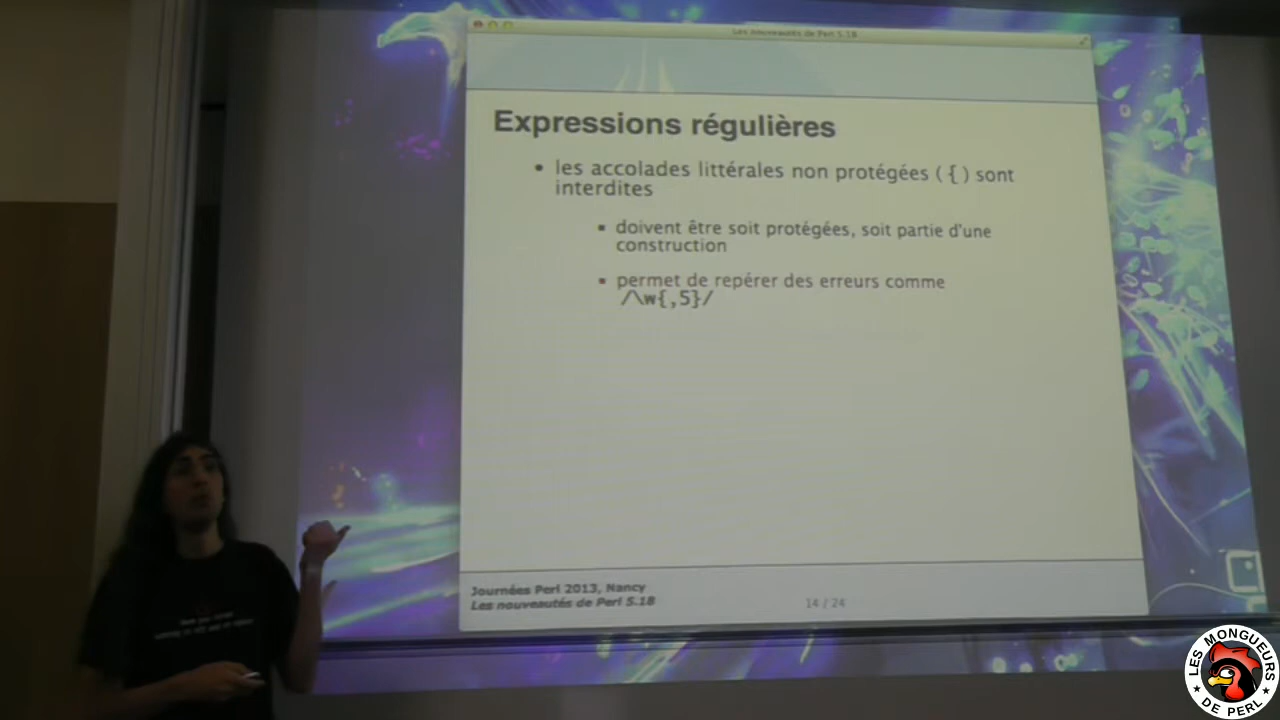 Les nouveautés de Perl 5.18
Expressions régulières
• les accolades littérales non protégées ( { ) sont
interdites
▪ doivent être soit protégées, soit partie d'une
construction
▪ permet de repérer des erreurs comme
/\w{,5}/
Journées Perl 2013, Nancy
Les nouveautés de Perl 5.18
14 / 24
LES MONGUEURS
★ DE PERL ★